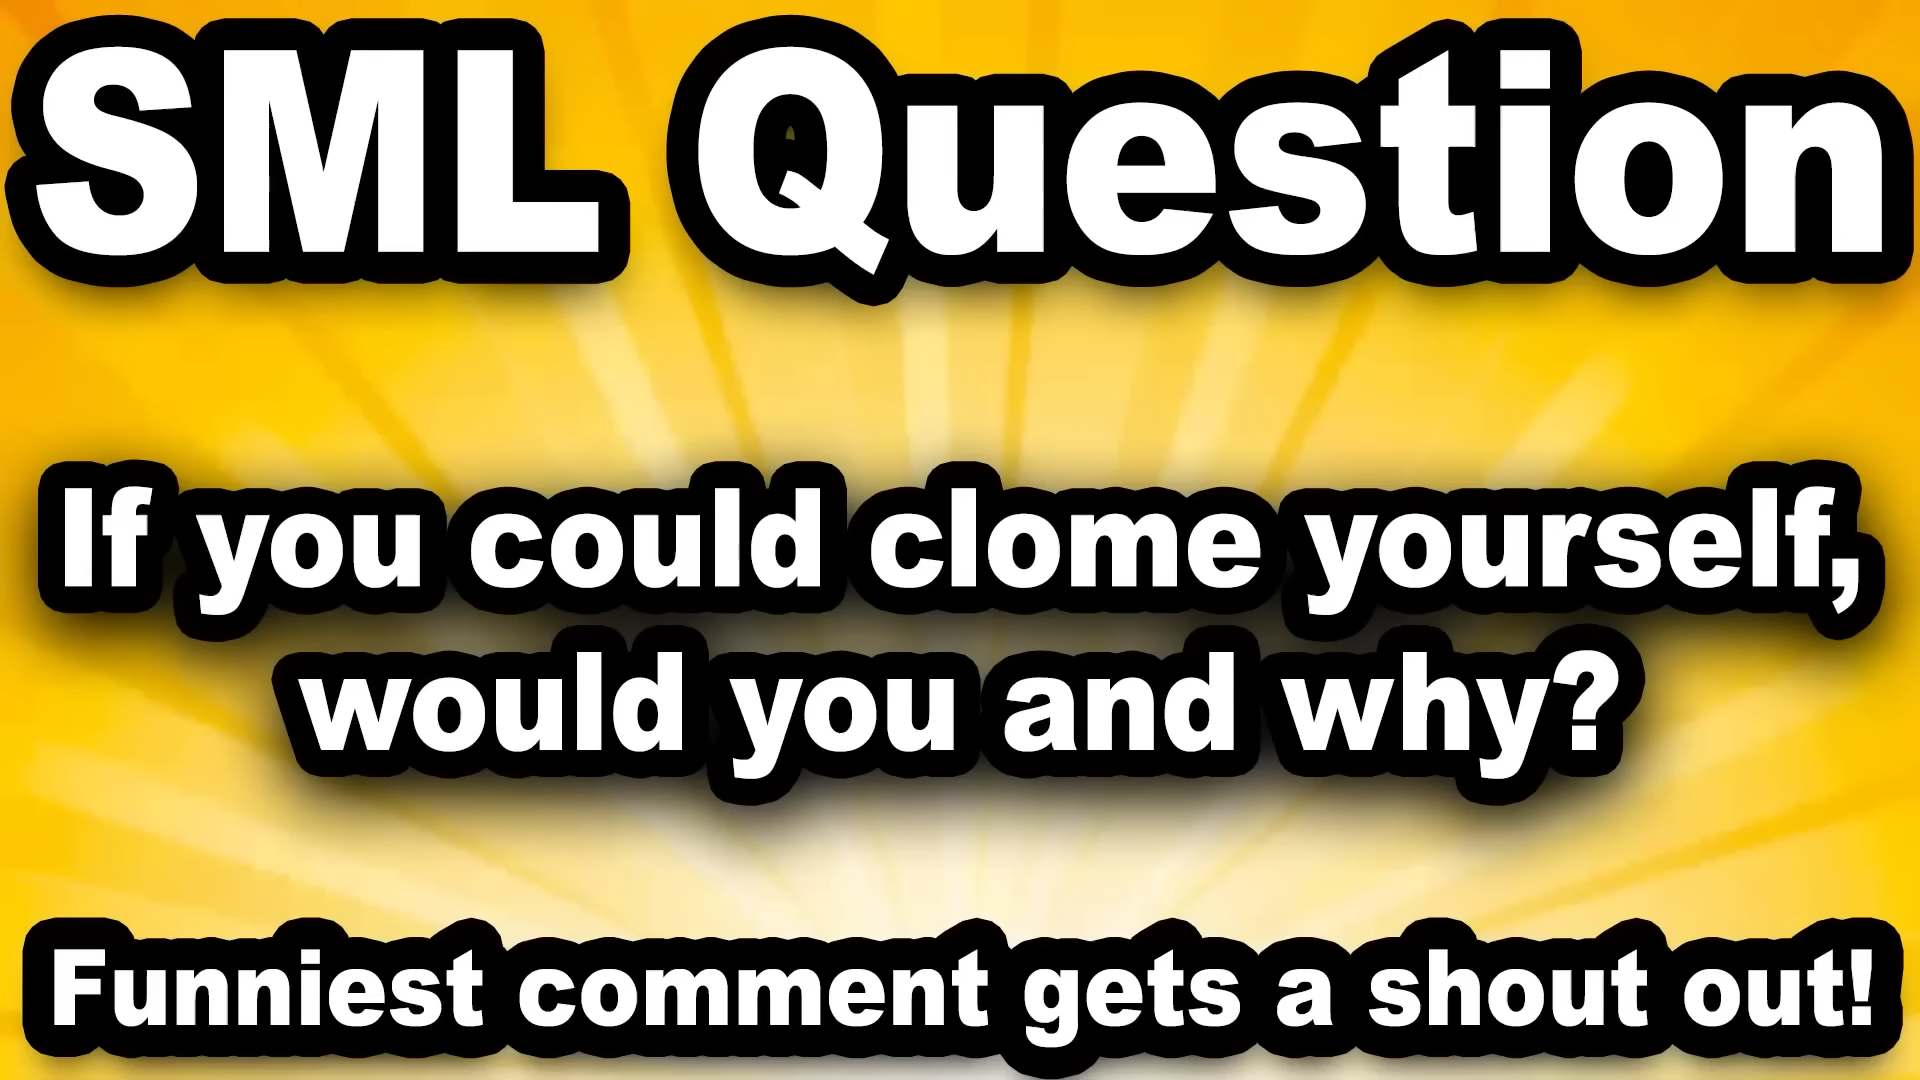 SML Question
If you could clome yourself,
would you and why?
Funniest comment gets a shout out!